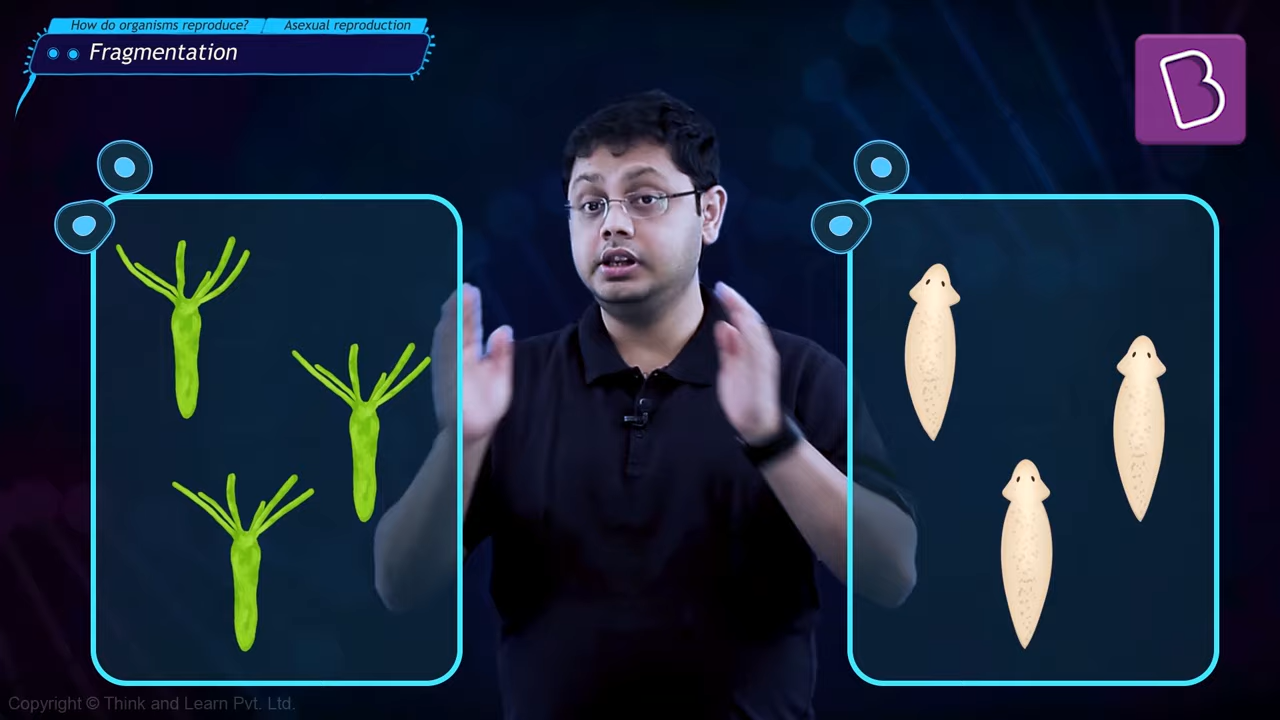 How do organisms reproduce? Asexual reproduction
Fragmentation
B
Copyright © Think and Learn Pvt. Ltd.